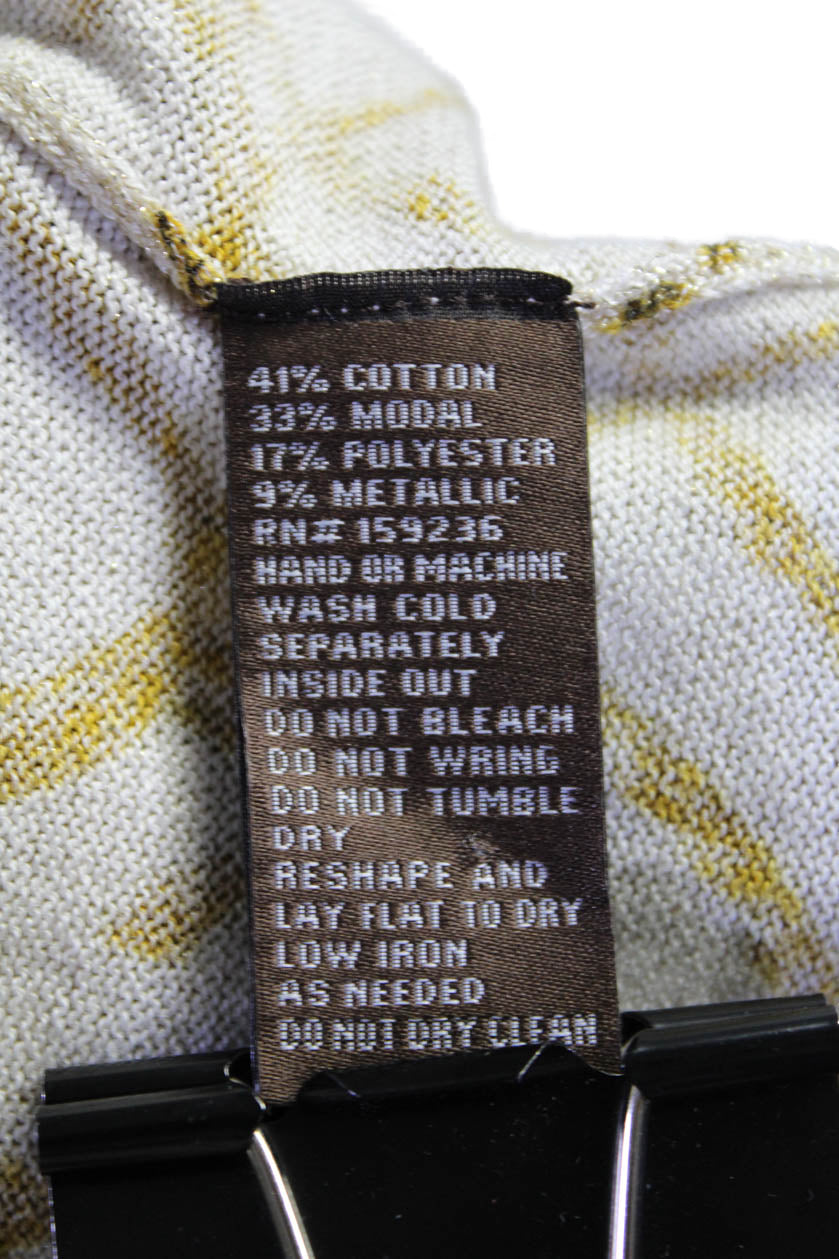 41% COTTON
33% MODAL
17% POLYESTER
9% METALLIC
RN# 159236
HAND OR MACHINE
WASH COLD
SEPARATELY
INSIDE OUT
DO NOT BLEACH
DO NOT WRING
DO NOT TUMBLE
DRY
RESHAPE AND
LAY FLAT TO DRY
LOW IRON
AS NEEDED
DO NOT DRY CLEAN